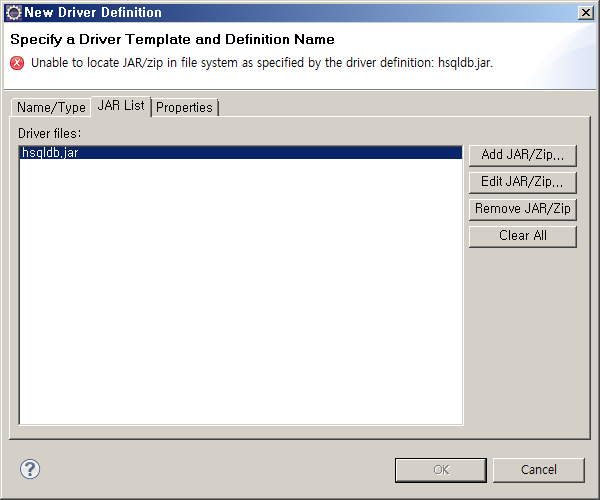 New Driver Definition
Specify a Driver Template and Definition Name
Unable to locate JAR/zip in file system as specified by the driver definition: hsqldb.jar.
Name/Type JAR List Properties
Driver files:
hsqldb.jar
Add JAR/Zip...
Edit JAR/Zip...
Remove JAR/Zip
Clear All
?
OK Cancel